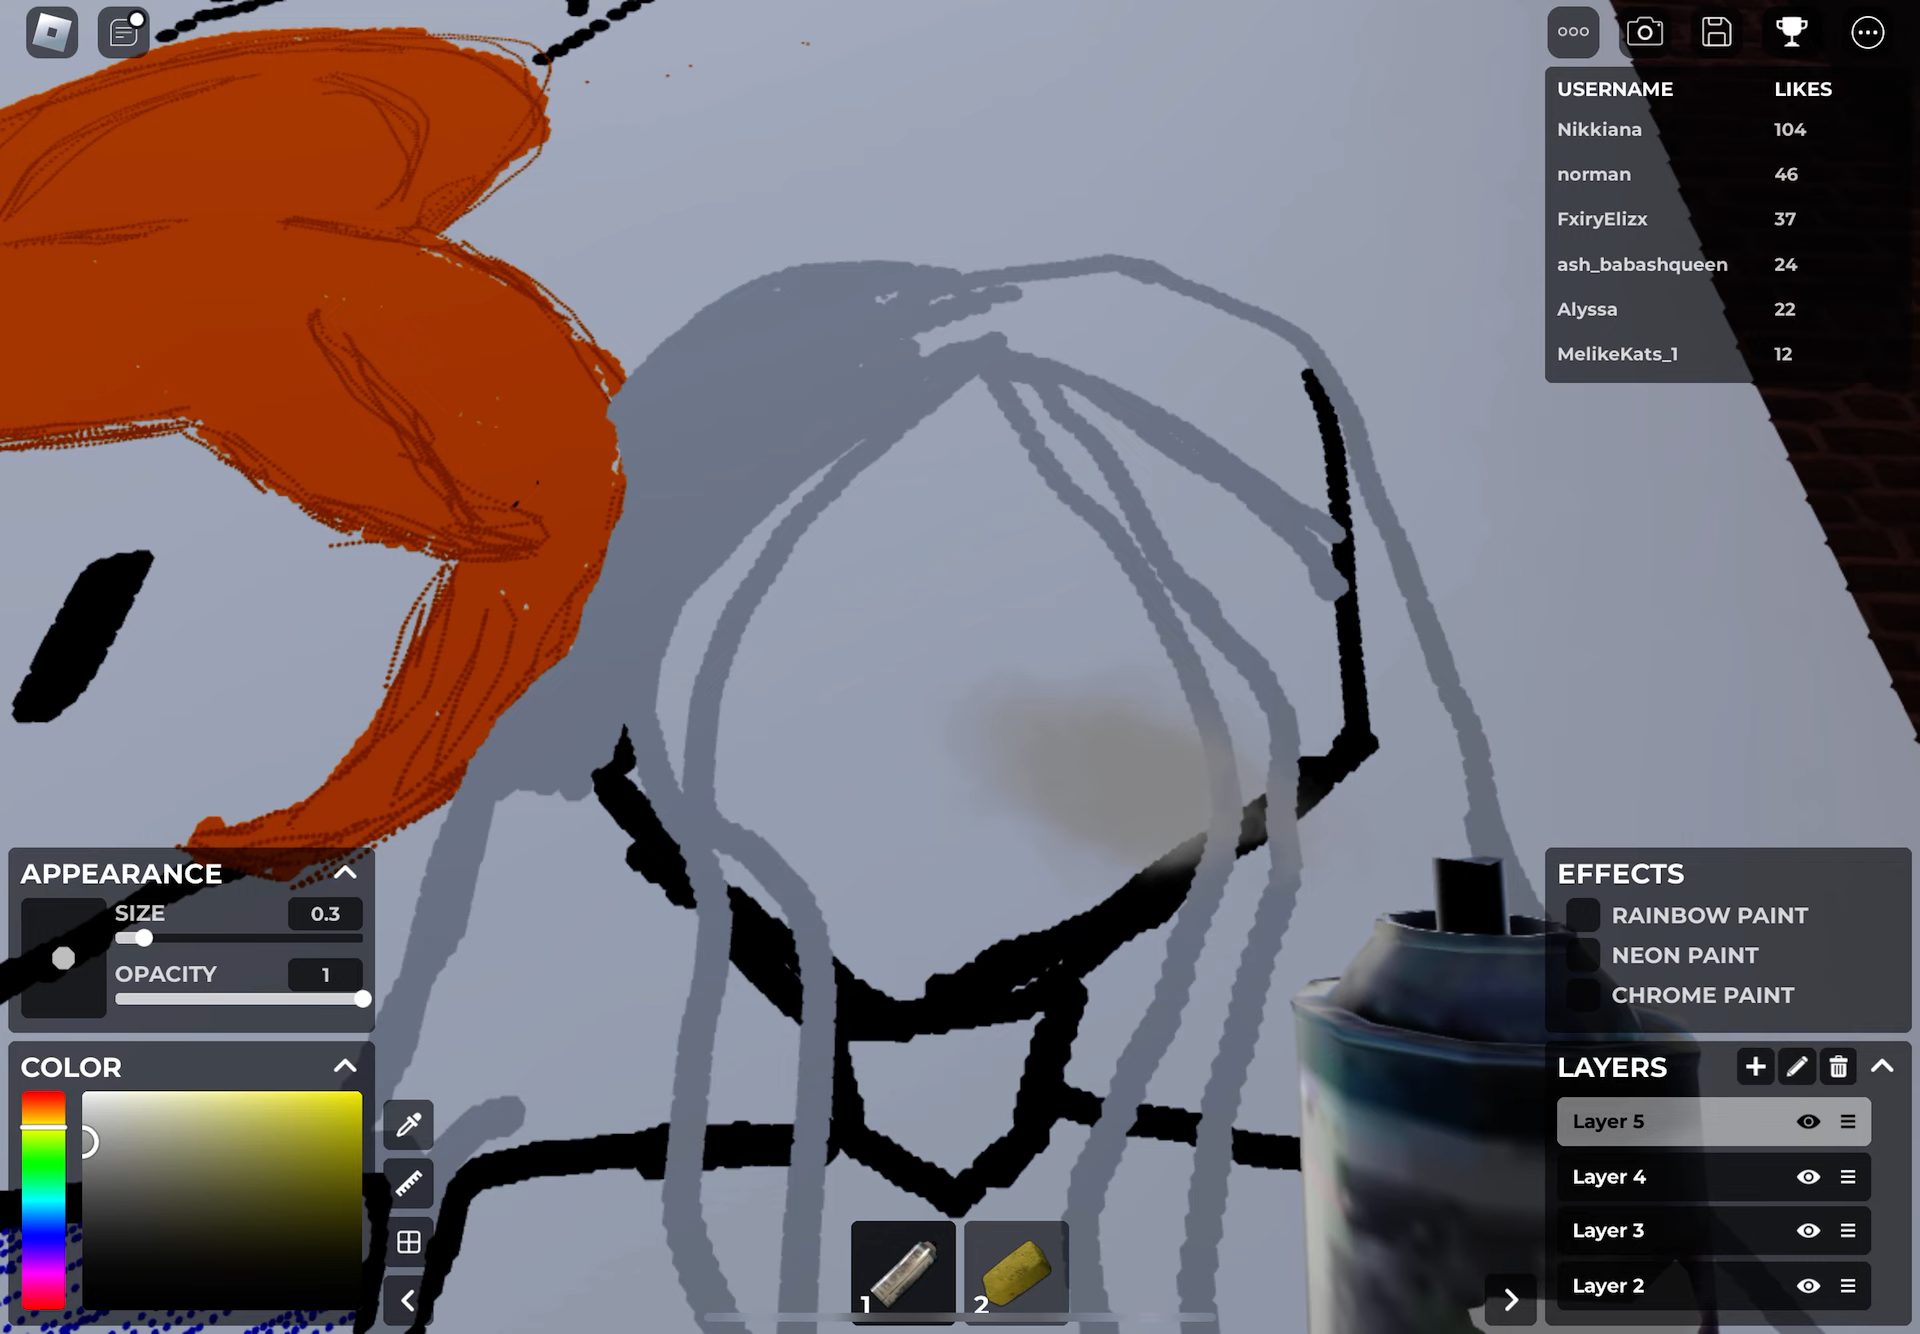 USERNAME LIKES
Nikkiana 104
norman 46
FxiryElizx 37
ash_babashqueen 24
Alyssa 22
MelikeKats_1 12
APPEARANCE
SIZE 0.3
OPACITY 1
COLOR
EFFECTS
RAINBOW PAINT
NEON PAINT
CHROME PAINT
LAYERS
Layer 5
Layer 4
Layer 3
Layer 2
1 2